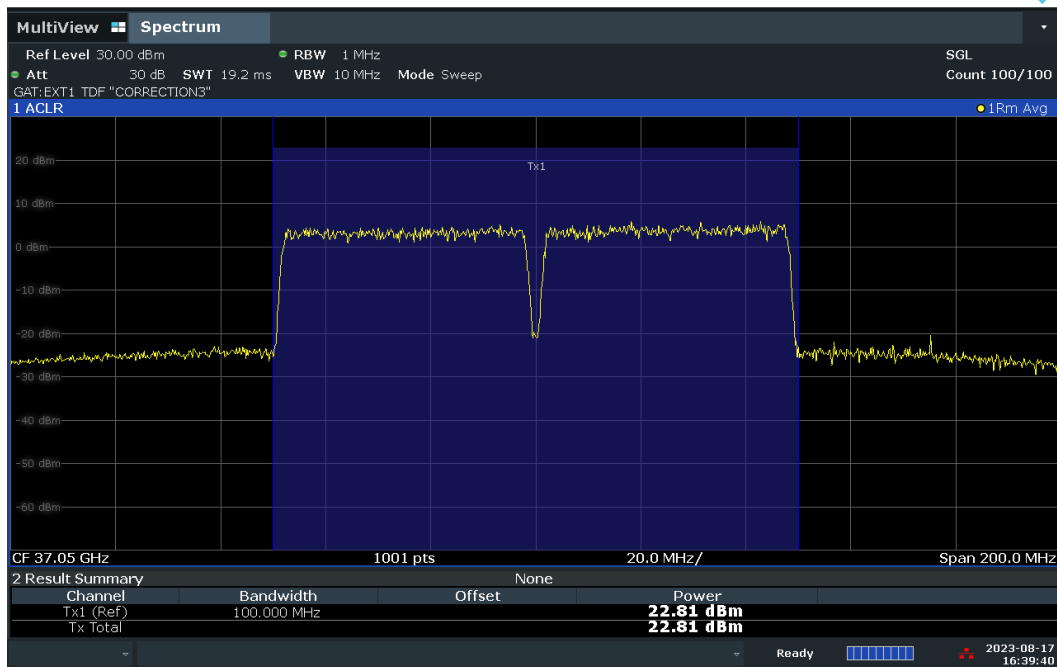 MultiView Spectrum
Ref Level 30.00 dBm RBW 1 MHz SGL
Att 30 dB SWT 19.2 ms VBW 10 MHz Mode Sweep Count 100/100
GAT:EXT1 TDF "CORRECTION3"
1 ACLR 1Rm Avg
20 dBm
Tx1
10 dBm
0 dBm
-10 dBm
-20 dBm
-30 dBm
-40 dBm
-50 dBm
-60 dBm
CF 37.05 GHz 1001 pts 20.0 MHz/ Span 200.0 MHz
2 Result Summary None
Channel Bandwidth Offset Power
Tx1 (Ref) 100.000 MHz 22.81 dBm
Tx Total 22.81 dBm
Ready 2023-08-17
16:39:40